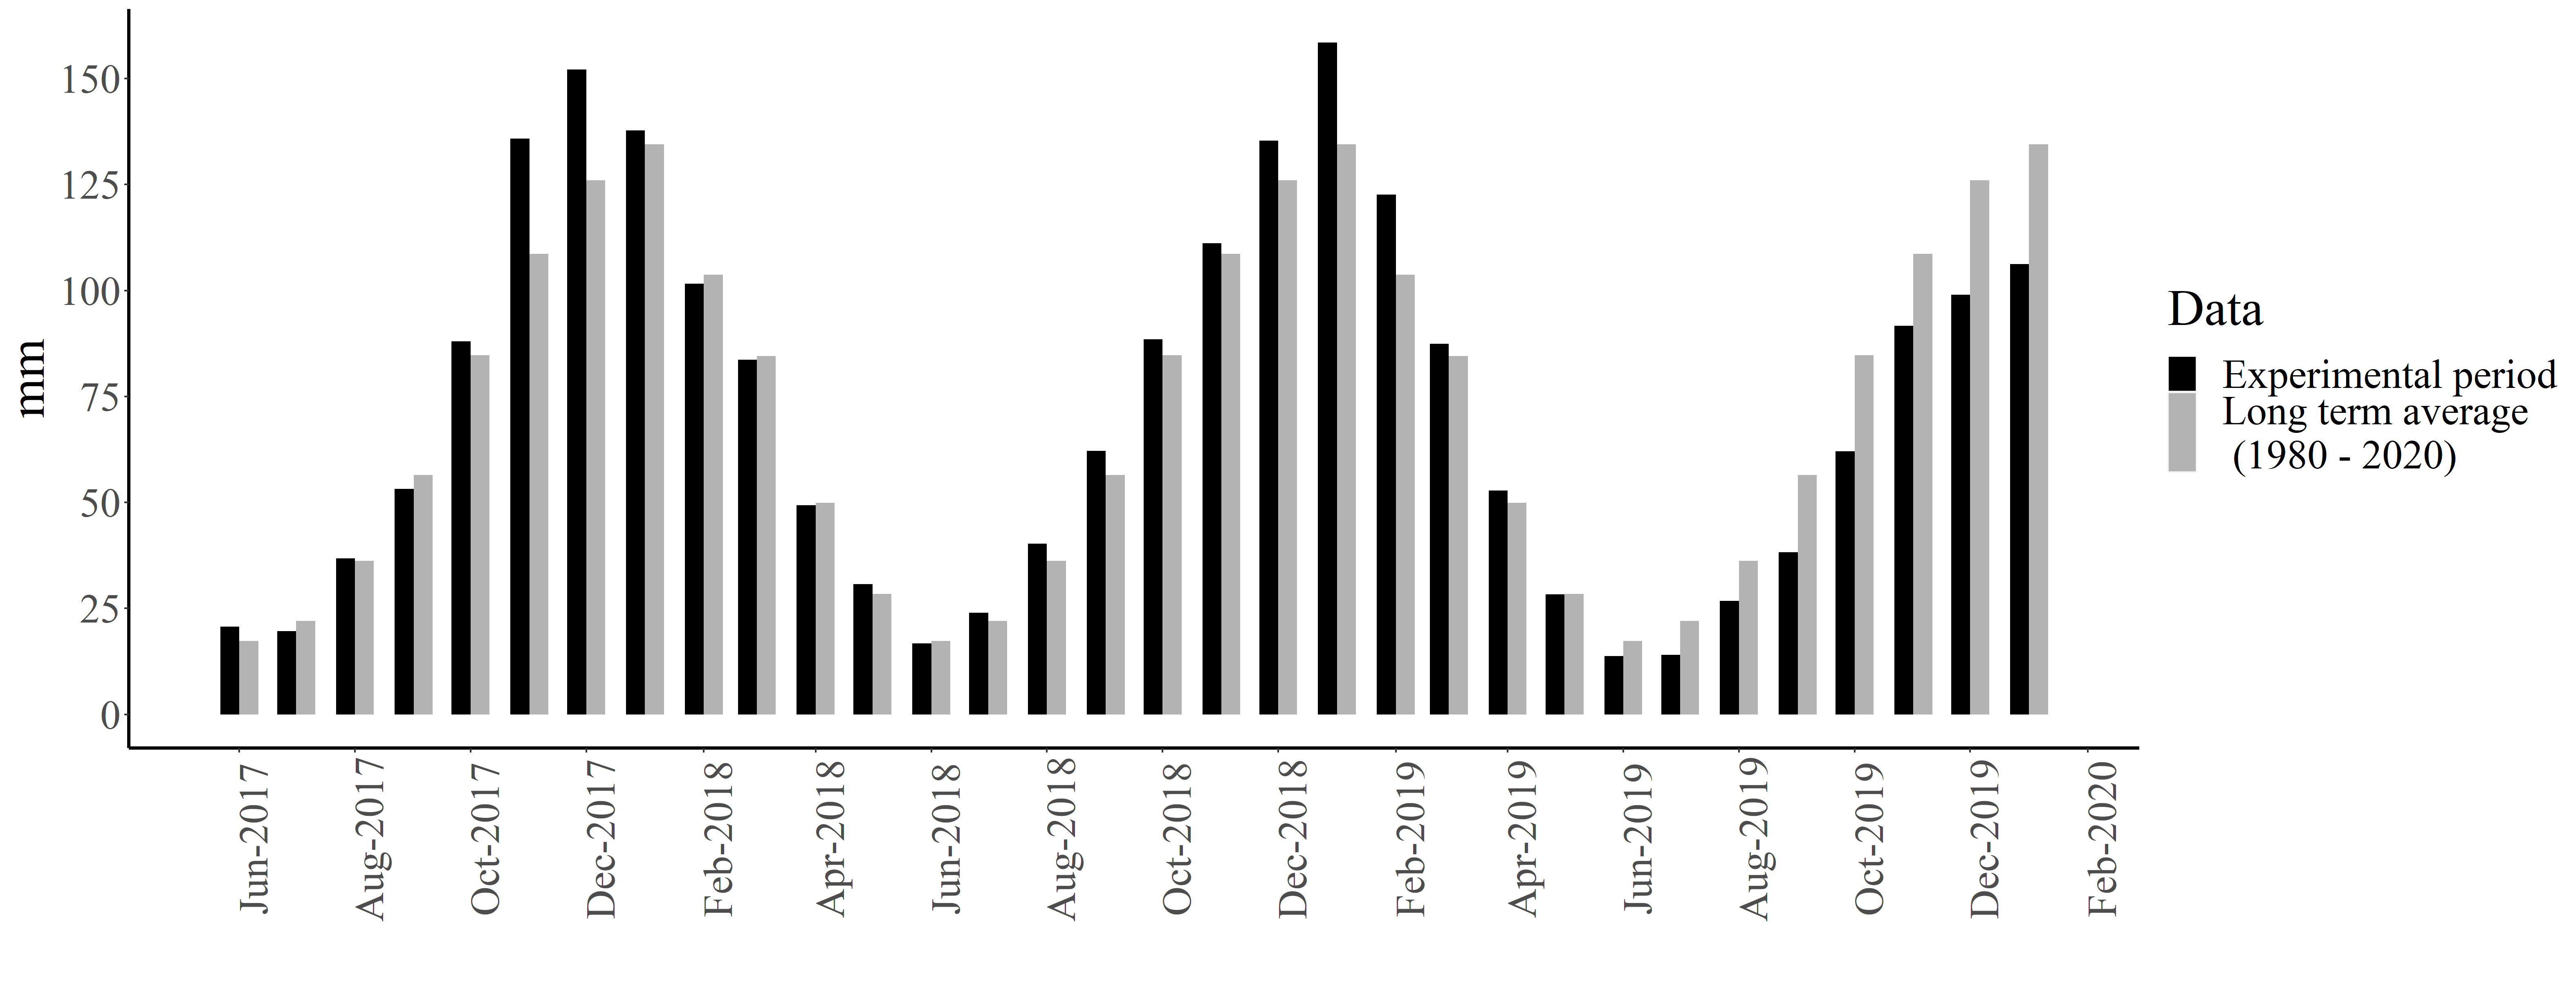 mm
150
125
100
75
50
25
0
Jun-2017
Aug-2017
Oct-2017
Dec-2017
Feb-2018
Apr-2018
Jun-2018
Aug-2018
Oct-2018
Dec-2018
Feb-2019
Apr-2019
Jun-2019
Aug-2019
Oct-2019
Dec-2019
Feb-2020
Data
Experimental period
Long term average
(1980 - 2020)